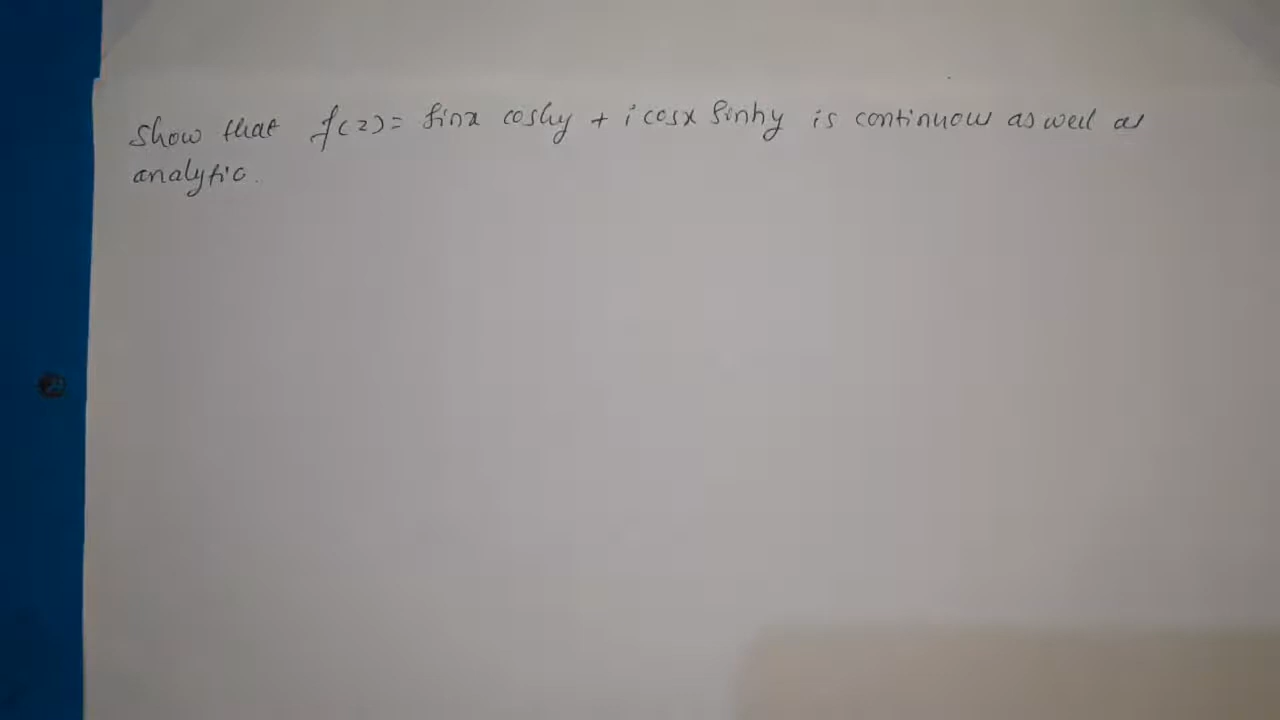 Show that f(z) = sinx coshy + i cosx sinhy is continuous as well as
analytic.